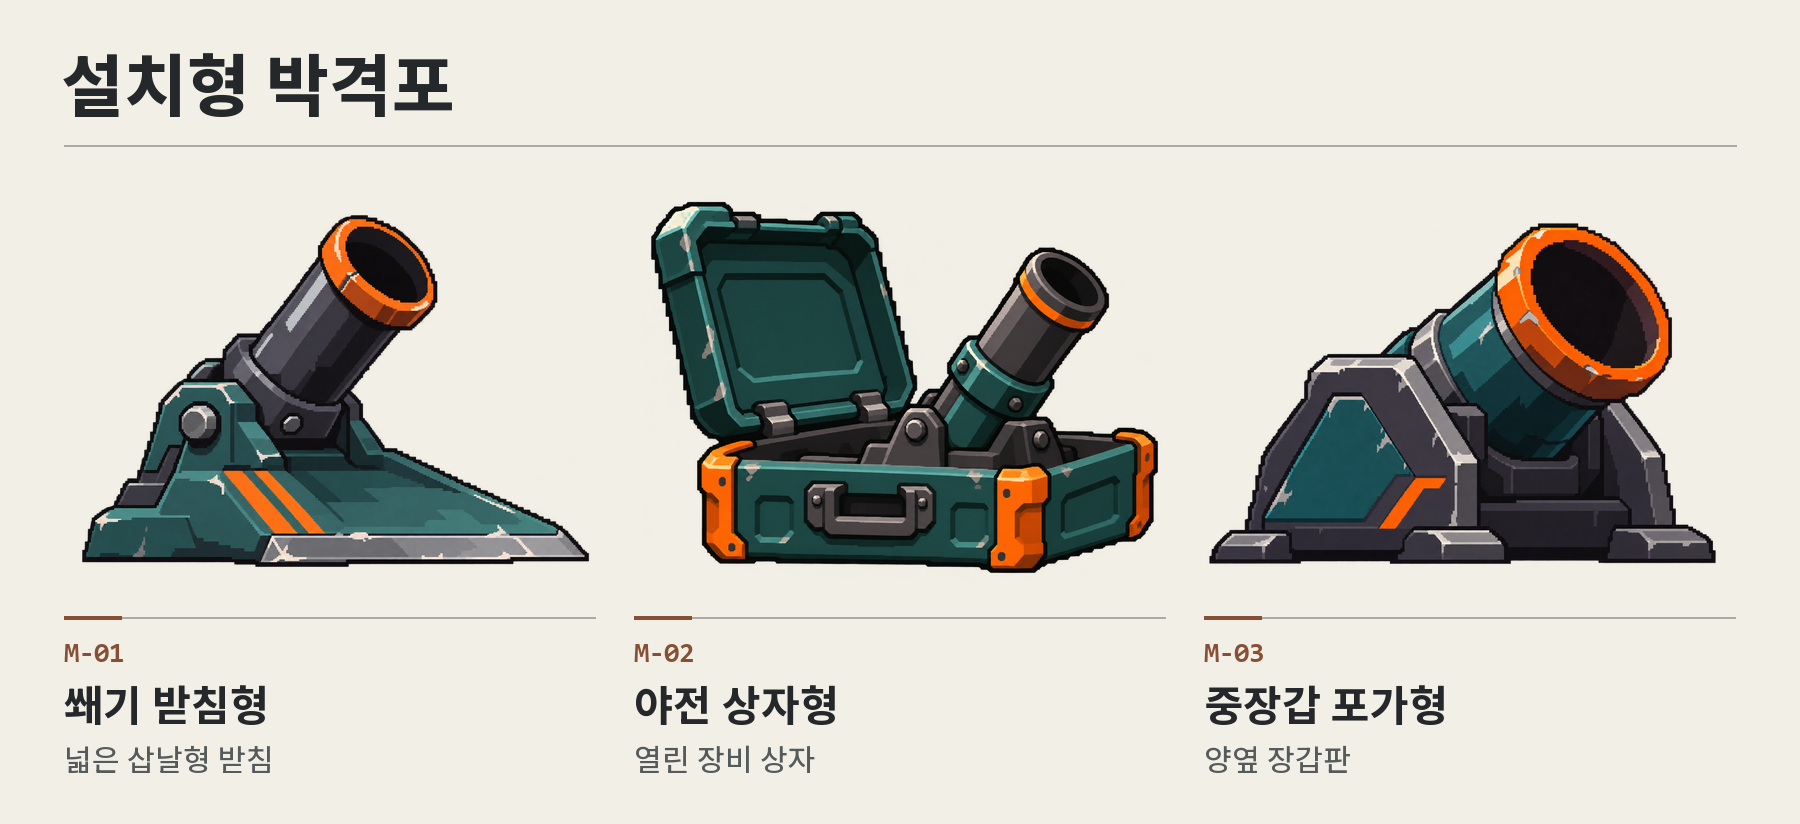 설치형 박격포
M-01
쐐기 받침형
넓은 삽날형 받침
M-02
야전 상자형
열린 장비 상자
M-03
중장갑 포가형
양옆 장갑판